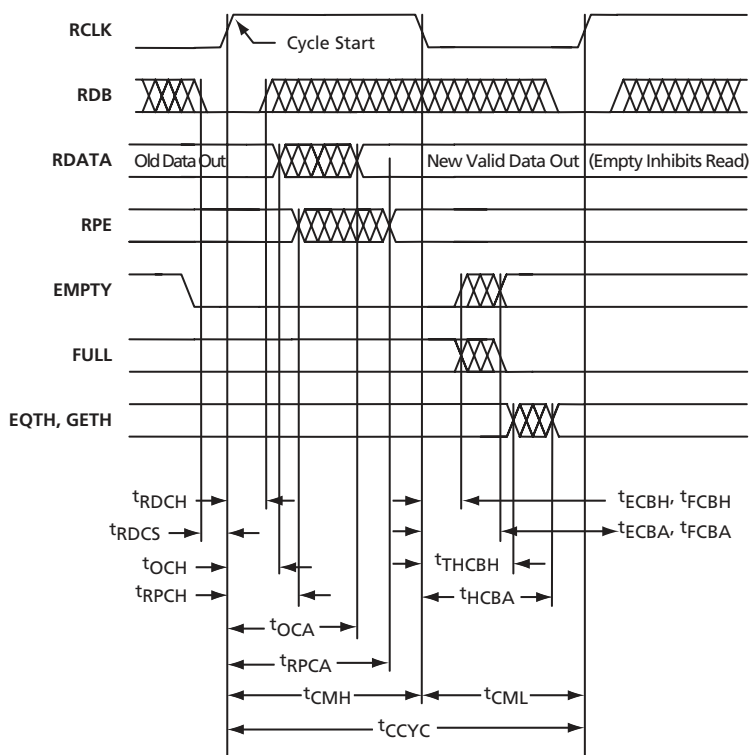 RCLK
Cycle Start
RDB
RDATA Old Data Out New Valid Data Out (Empty Inhibits Read)
RPE
EMPTY
FULL
EQTH, GETH
tRDCH tECBH, tFCBH
tRDCS tECBA, tFCBA
tOCH tTHCBH
tRPCH tHCBA
tOCA
tRPCA
tCMH tCML
tCCYC